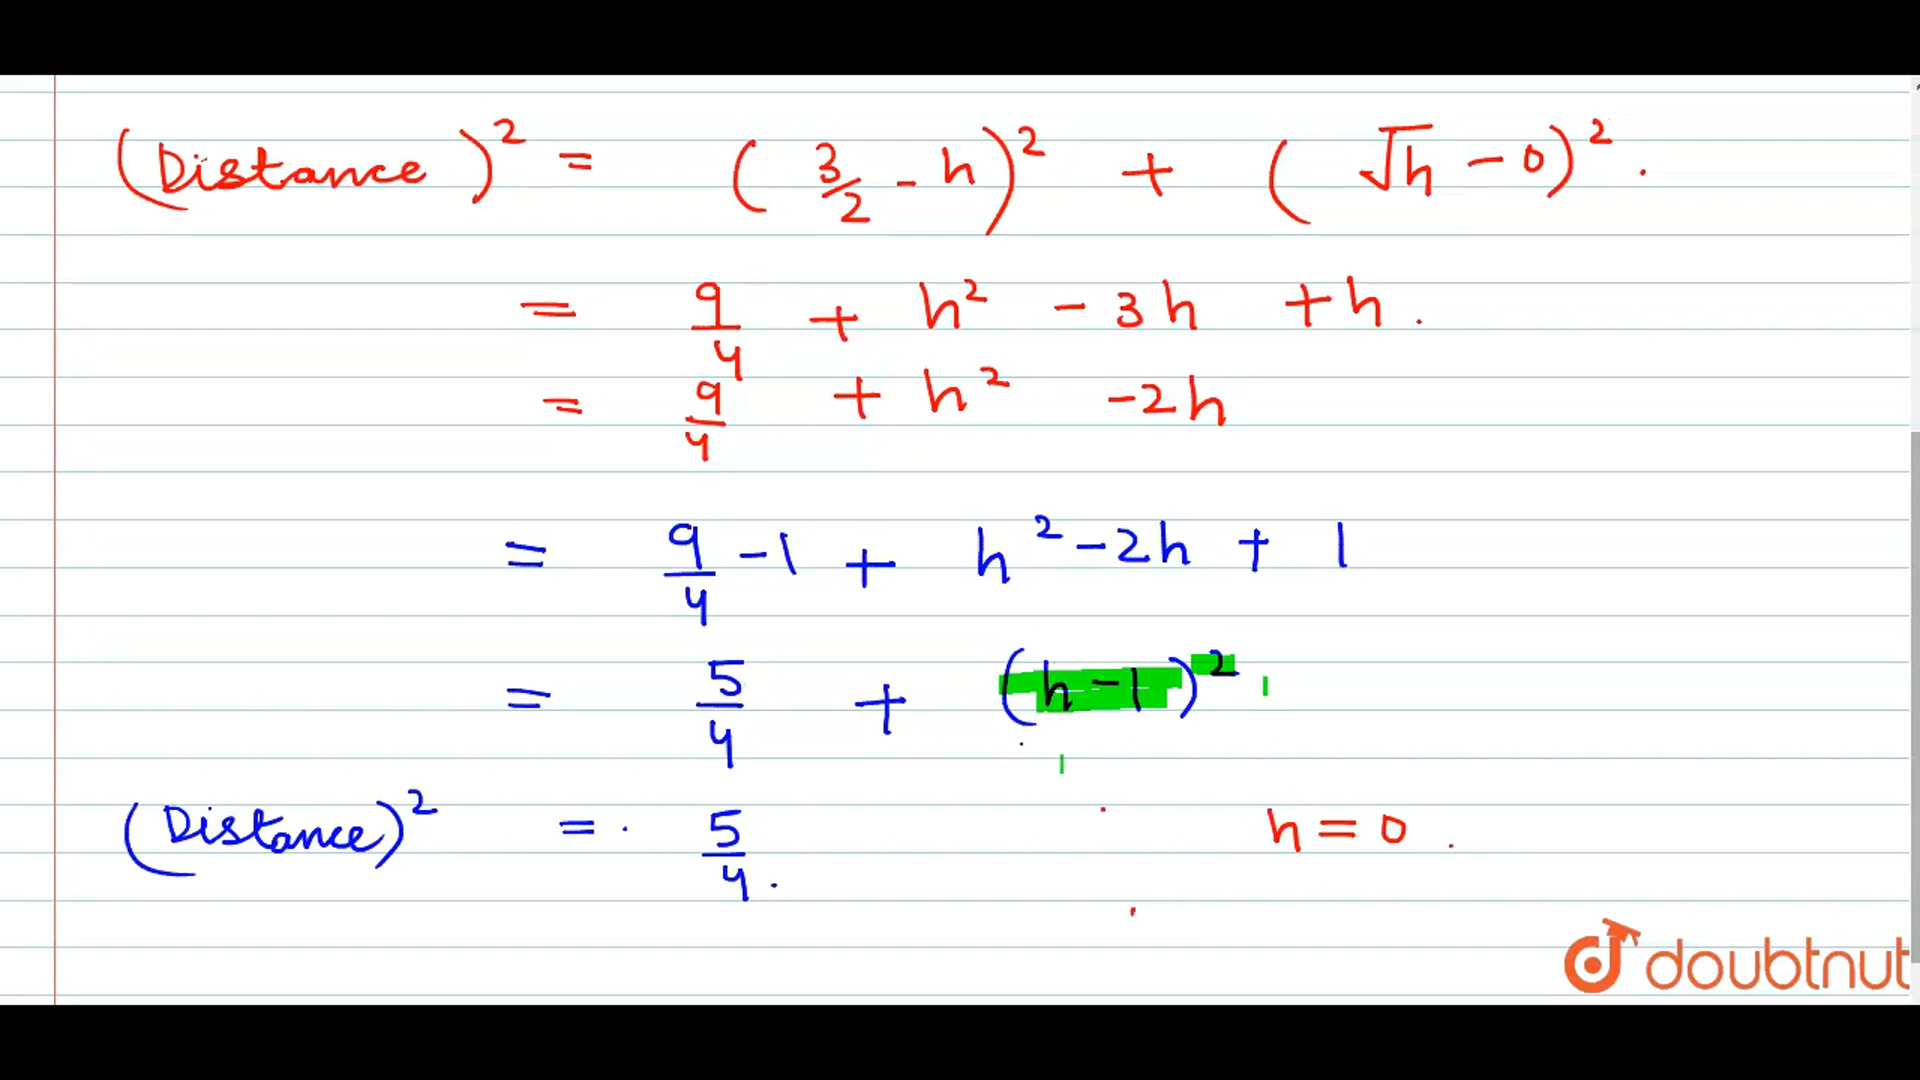 (Distance)² = (3/2 - h)² + (√h - 0)².
= 9/4 + h² - 3h + h.
= 9/4 + h² - 2h
= 9/4 - 1 + h² - 2h + 1
= 5/4 + (h - 1)²
(Distance)² = 5/4. h = 0.
doubtnut